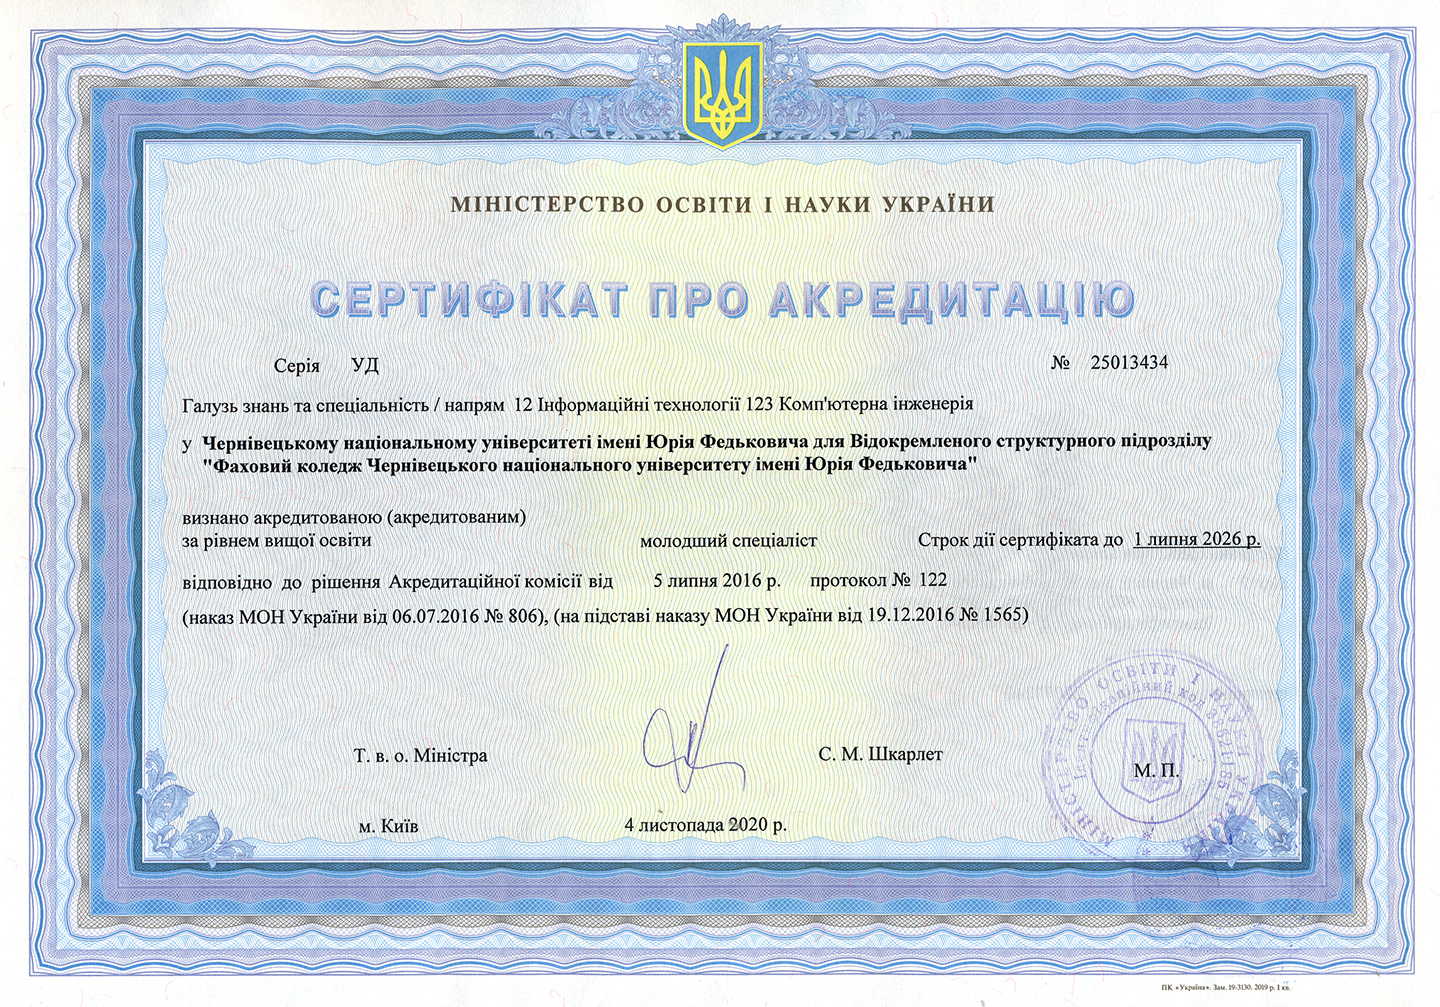 МІНІСТЕРСТВО ОСВІТИ І НАУКИ УКРАЇНИ
СЕРТИФІКАТ ПРО АКРЕДИТАЦІЮ
Серія УД № 25013434
Галузь знань та спеціальність / напрям 12 Інформаційні технології 123 Комп'ютерна інженерія
у Чернівецькому національному університеті імені Юрія Федьковича для Відокремленого структурного підрозділу
"Фаховий коледж Чернівецького національного університету імені Юрія Федьковича"
визнано акредитованою (акредитованим)
за рівнем вищої освіти молодший спеціаліст Строк дії сертифіката до 1 липня 2026 р.
відповідно до рішення Акредитаційної комісії від 5 липня 2016 р. протокол № 122
(наказ МОН України від 06.07.2016 № 806), (на підставі наказу МОН України від 19.12.2016 № 1565)
Т. в. о. Міністра С. М. Шкарлет
М. П.
м. Київ 4 листопада 2020 р.
МІНІСТЕРСТВО ОСВІТИ І НАУКИ УКРАЇНИ
Ідентифікаційний код 38621185
ПК «Україна». Зам. 19-3130. 2019 р. I кв.